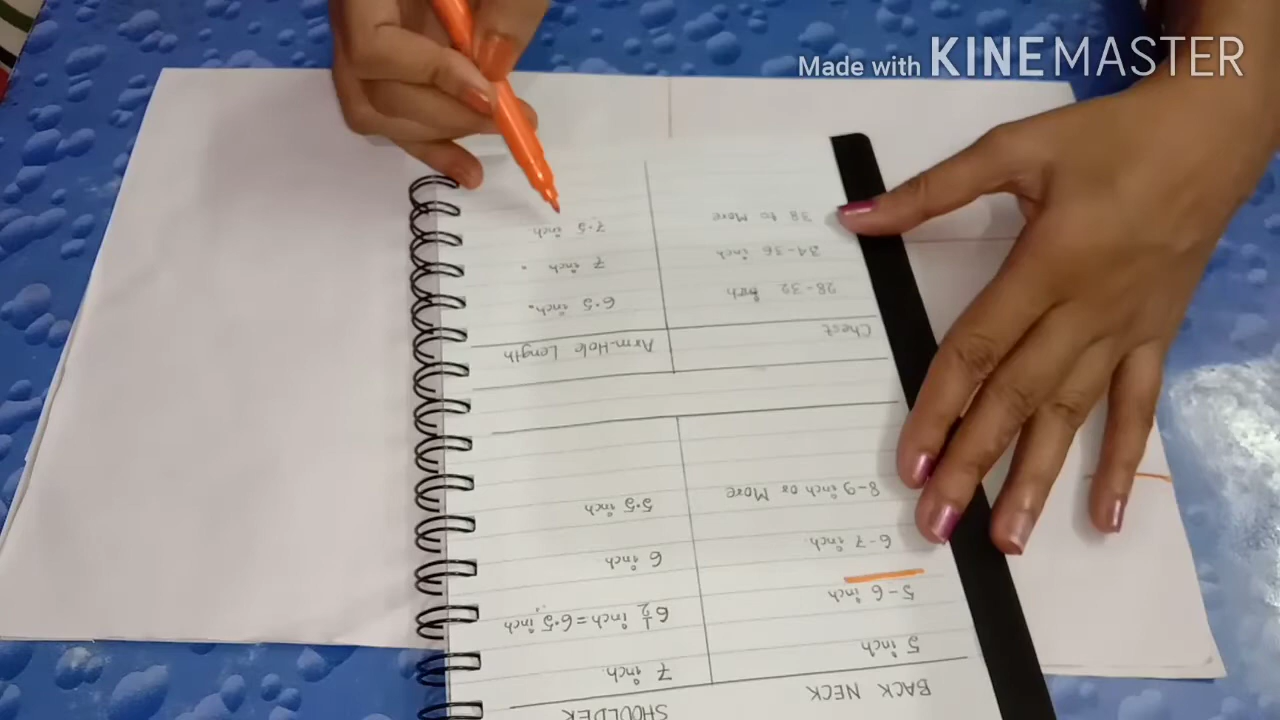 Made with KINEMASTER
BACK NECK SHOULDER
5 inch 7 inch.
5-6 inch 6 1/2 inch = 6.5 inch
6-7 inch. 6 inch
8-9 inch or More 5.5 inch
Chest Arm-Hole Length
28-32 inch 6.5 inch.
34-36 inch 7 inch
38 to More 7.5 inch.